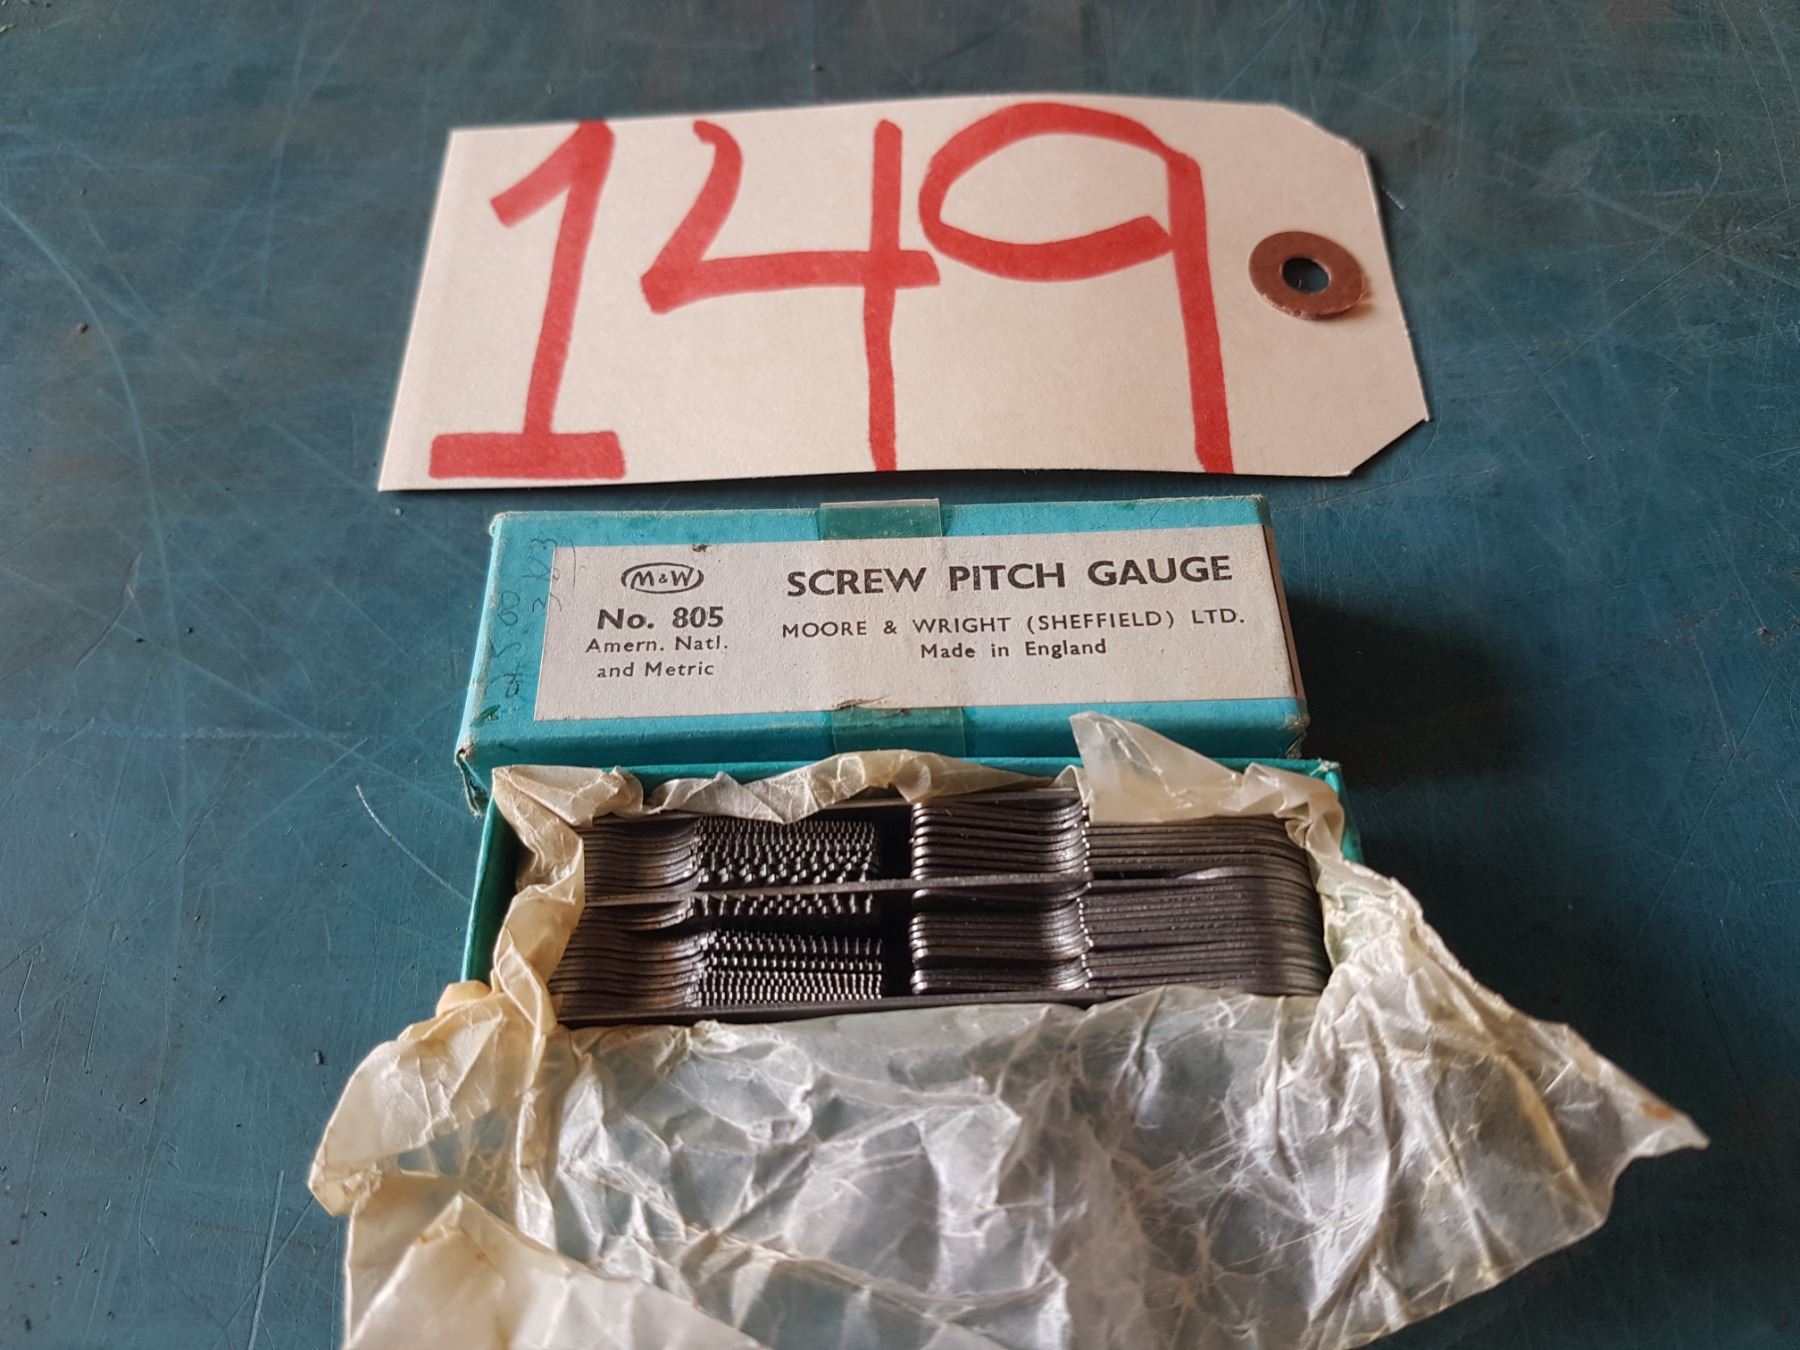 149
M&W
No. 805
Amern. Natl.
and Metric
SCREW PITCH GAUGE
MOORE & WRIGHT (SHEFFIELD) LTD.
Made in England